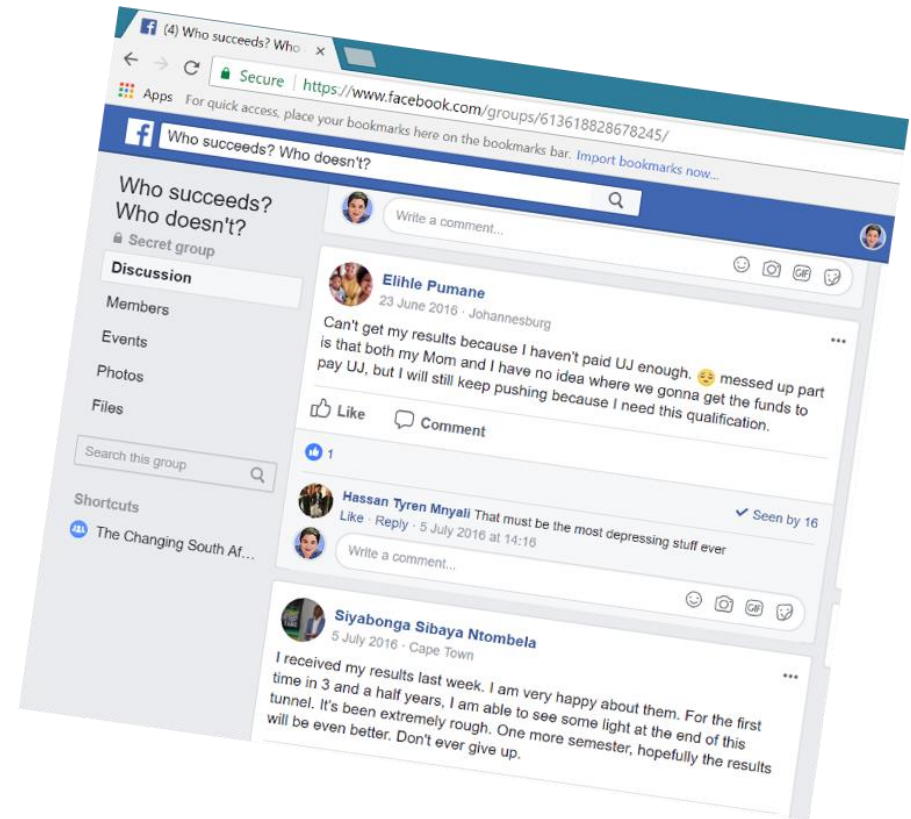 (4) Who succeeds? Who
Secure https://www.facebook.com/groups/613618828678245/
Apps For quick access, place your bookmarks here on the bookmarks bar. Import bookmarks now...
Who succeeds? Who doesn't?
Who succeeds?
Who doesn't?
Secret group
Discussion
Members
Events
Photos
Files
Search this group
Shortcuts
The Changing South Af...
Write a comment...
GIF
Elihle Pumane
23 June 2016 · Johannesburg
Can't get my results because I haven't paid UJ enough. 😔 messed up part
is that both my Mom and I have no idea where we gonna get the funds to
pay UJ, but I will still keep pushing because I need this qualification.
Like Comment
1
Seen by 16
Hassan Tyren Mnyali That must be the most depressing stuff ever
Like · Reply · 5 July 2016 at 14:16
Write a comment...
GIF
Siyabonga Sibaya Ntombela
5 July 2016 · Cape Town
I received my results last week. I am very happy about them. For the first
time in 3 and a half years, I am able to see some light at the end of this
tunnel. It's been extremely rough. One more semester, hopefully the results
will be even better. Don't ever give up.